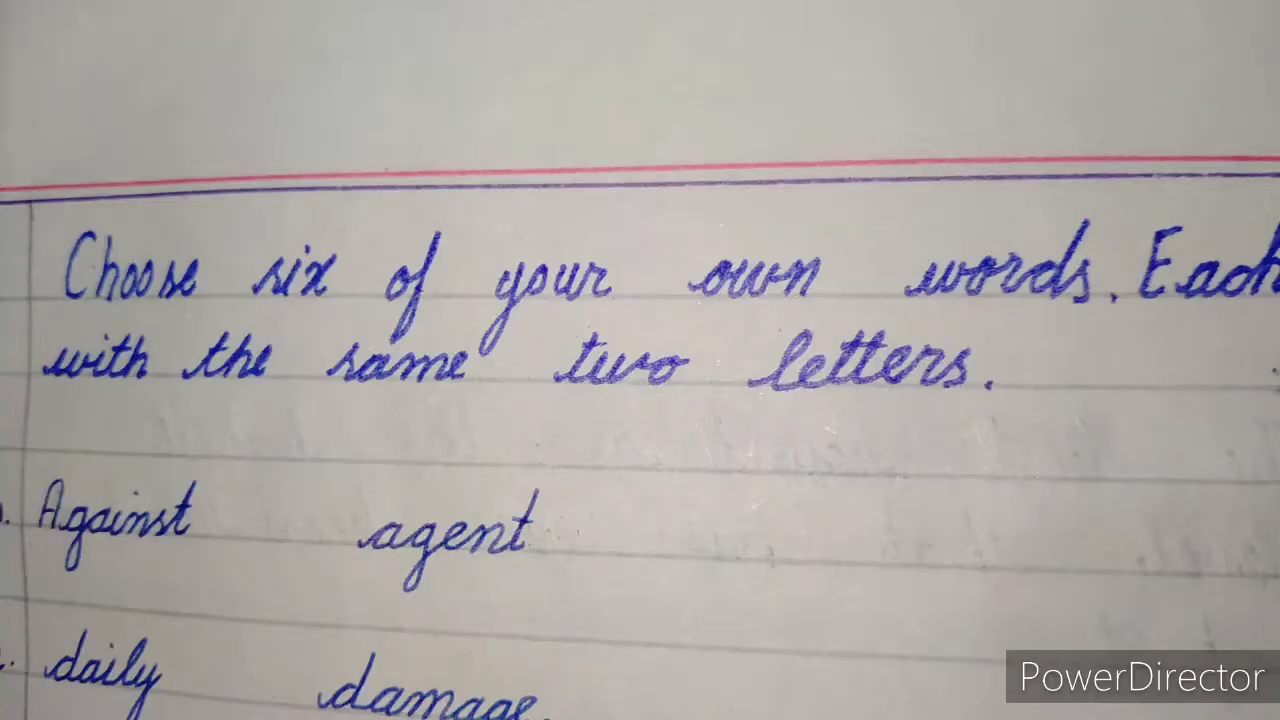 Choose six of your own words. Each
with the same two letters.
Against agent
daily damage.
PowerDirector